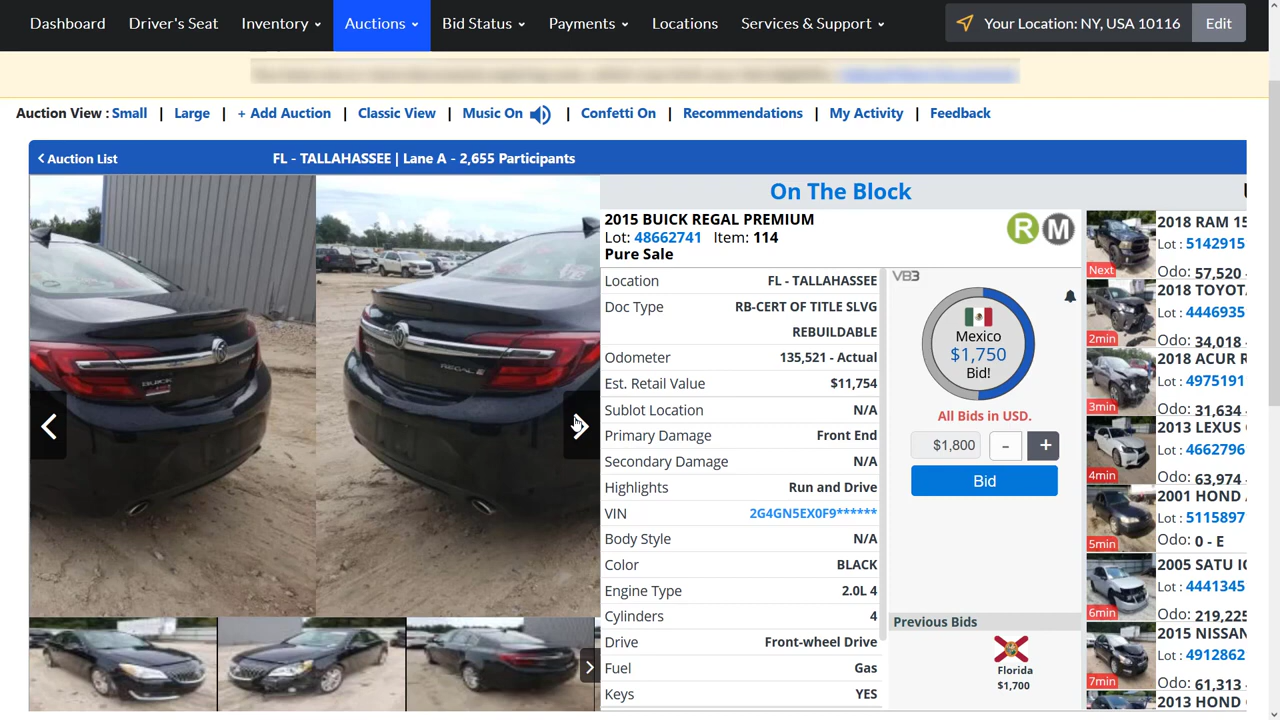 Dashboard Driver's Seat Inventory Auctions Bid Status Payments Locations Services & Support Your Location: NY, USA 10116 Edit
Auction View : Small | Large | + Add Auction | Classic View | Music On | Confetti On | Recommendations | My Activity | Feedback
Auction List FL - TALLAHASSEE | Lane A - 2,655 Participants
BUICK
REGAL
On The Block
2015 BUICK REGAL PREMIUM
Lot: 48662741 Item: 114
Pure Sale
R M
Location FL - TALLAHASSEE
Doc Type RB-CERT OF TITLE SLVG
REBUILDABLE
Odometer 135,521 - Actual
Est. Retail Value $11,754
Sublot Location N/A
Primary Damage Front End
Secondary Damage N/A
Highlights Run and Drive
VIN 2G4GN5EX0F9******
Body Style N/A
Color BLACK
Engine Type 2.0L 4
Cylinders 4
Drive Front-wheel Drive
Fuel Gas
Keys YES
VB3
Mexico
$1,750
Bid!
All Bids in USD.
$1,800 - +
Bid
Previous Bids
Florida
$1,700
2018 RAM 15
Lot : 5142915
Next Odo: 57,520 -
2018 TOYOT
Lot : 4446935
2min Odo: 34,018 -
2018 ACUR R
Lot : 4975191
3min Odo: 31,634 -
2013 LEXUS
Lot : 4662796
4min Odo: 63,974 -
2001 HOND
Lot : 5115897
5min Odo: 0 - E
2005 SATU IO
Lot : 4441345
6min Odo: 219,225
2015 NISSAN
Lot : 4912862
7min Odo: 61,313 -
2013 HOND